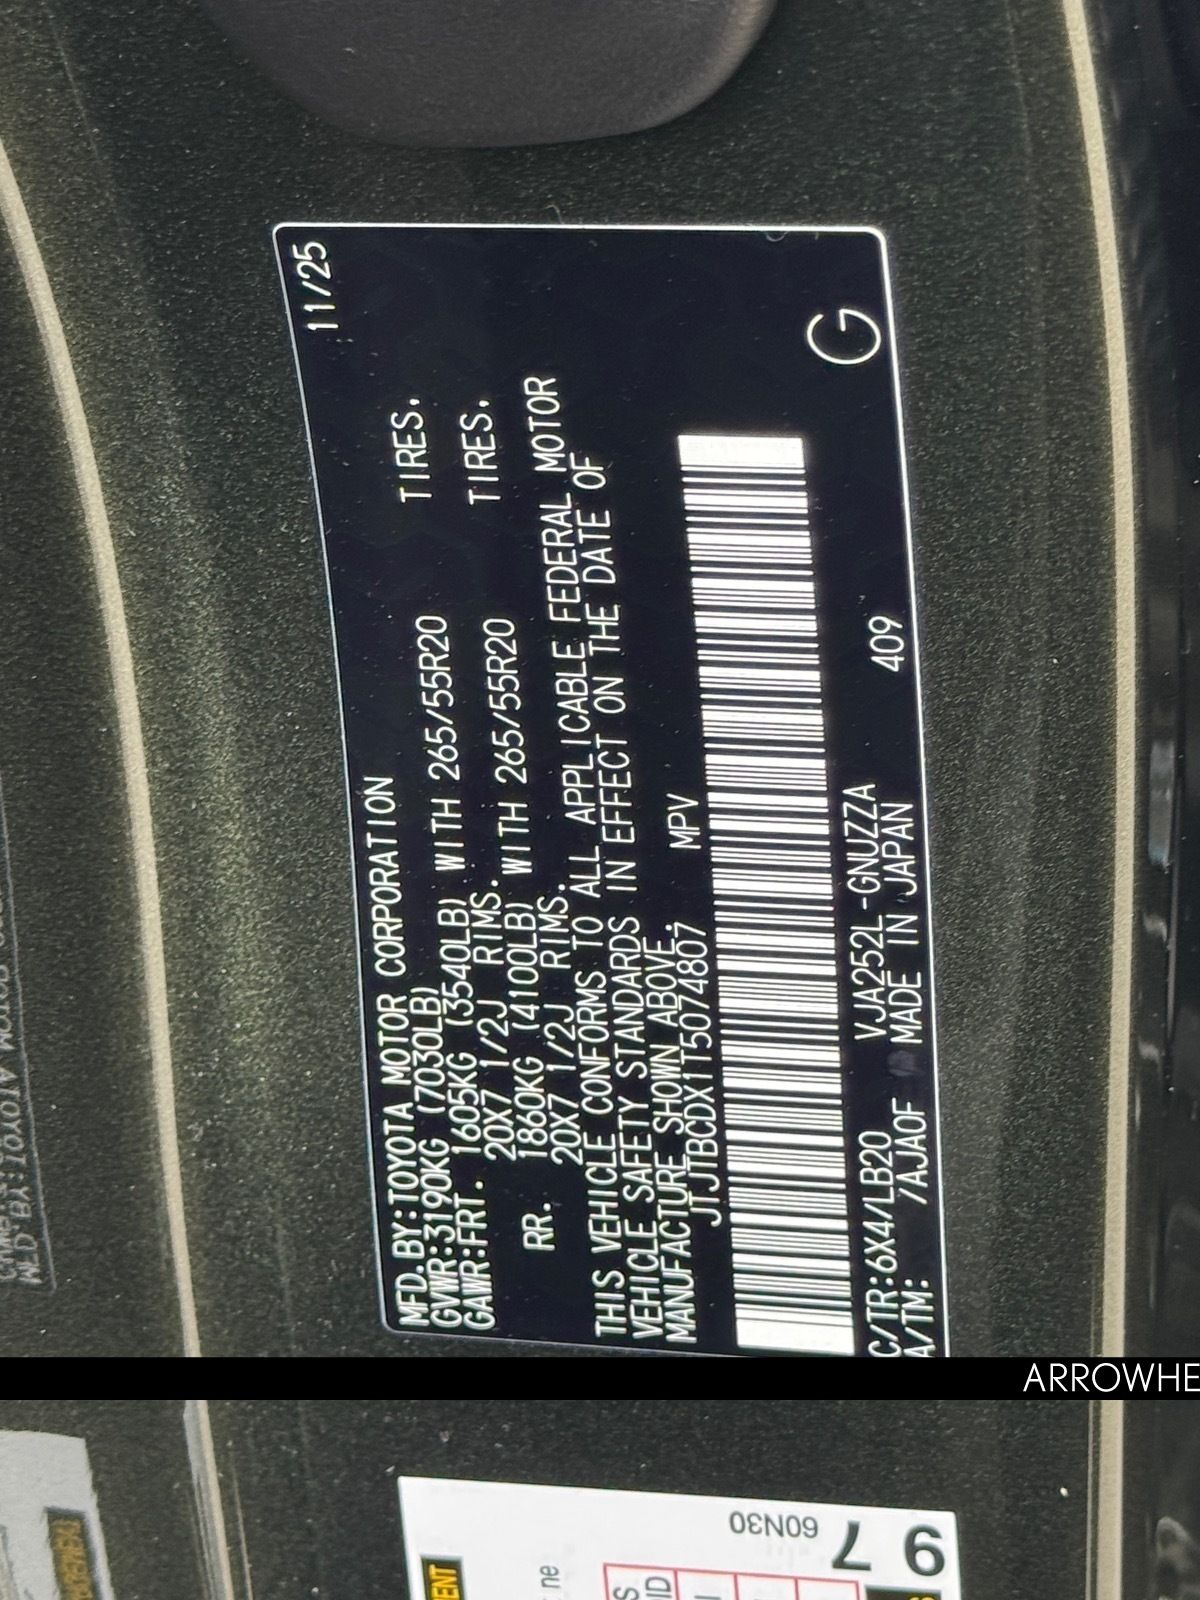 11/25
MFD.BY:TOYOTA MOTOR CORPORATION
GVWR:3190KG (7030LB)
GAWR:FRT. 1605KG (3540LB) WITH 265/55R20 TIRES,
20X7 1/2J RIMS.
RR. 1860KG (4100LB) WITH 265/55R20 TIRES,
20X7 1/2J RIMS.
THIS VEHICLE CONFORMS TO ALL APPLICABLE FEDERAL MOTOR
VEHICLE SAFETY STANDARDS IN EFFECT ON THE DATE OF
MANUFACTURE SHOWN ABOVE.
JTJTBCDX1T5074807 MPV
C/TR:6X4/LB20 VJA252L-GNUZZA 409
A/TM: /AJA0F MADE IN JAPAN
G
ARROWHE
60N30
97